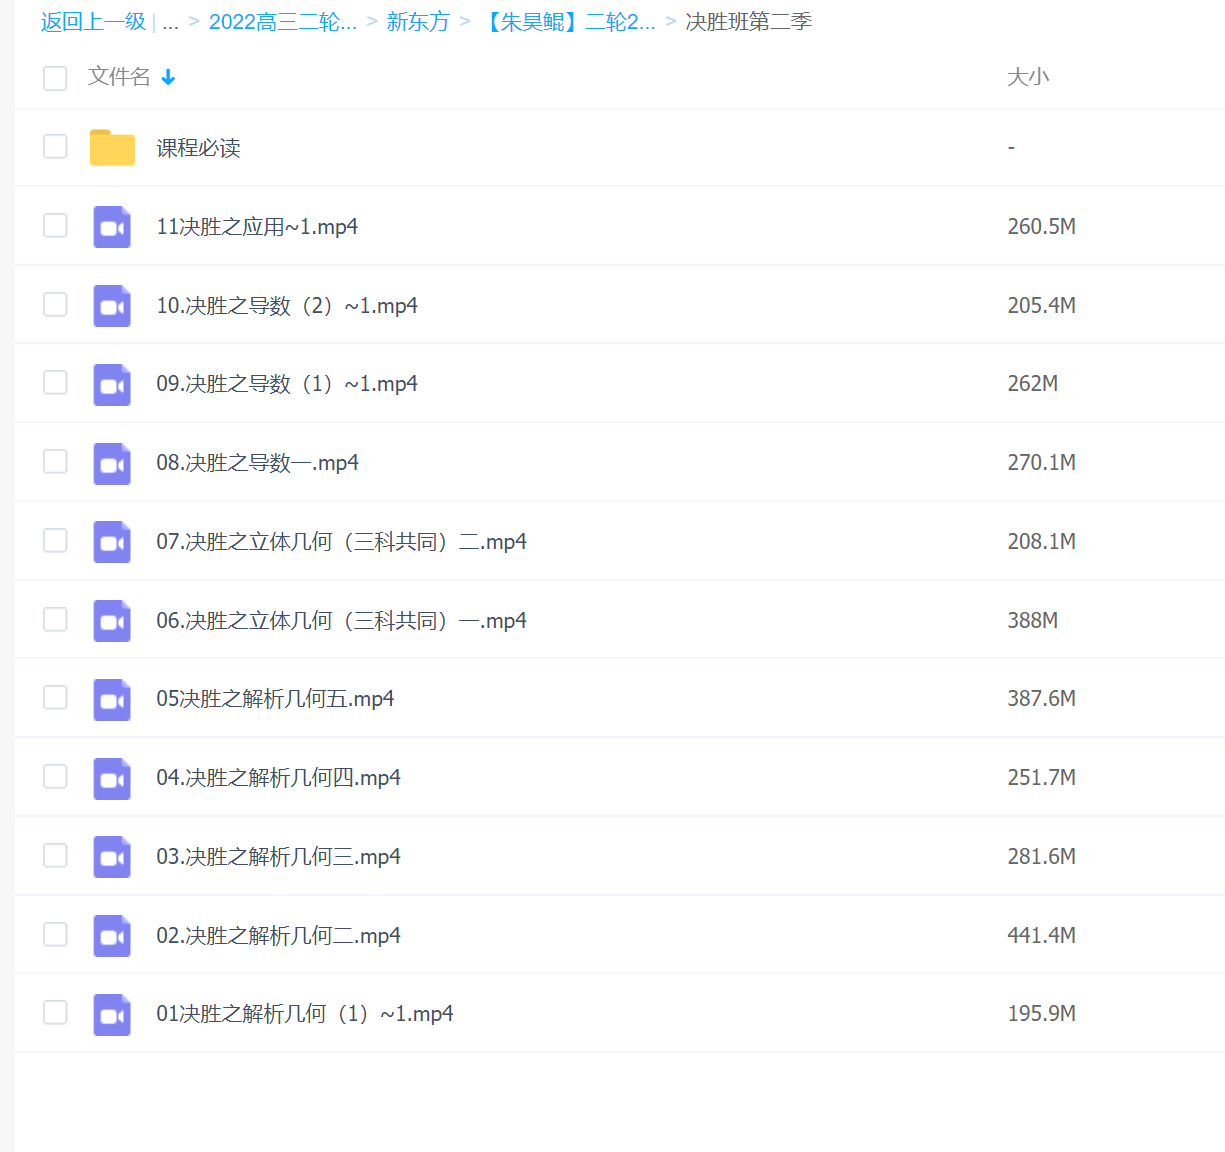 返回上一级 | ... > 2022高三二轮... > 新东方 > 【朱昊鲲】二轮2... > 决胜班第二季
文件名 大小
课程必读 -
11决胜之应用~1.mp4 260.5M
10.决胜之导数（2）~1.mp4 205.4M
09.决胜之导数（1）~1.mp4 262M
08.决胜之导数一.mp4 270.1M
07.决胜之立体几何（三科共同）二.mp4 208.1M
06.决胜之立体几何（三科共同）一.mp4 388M
05决胜之解析几何五.mp4 387.6M
04.决胜之解析几何四.mp4 251.7M
03.决胜之解析几何三.mp4 281.6M
02.决胜之解析几何二.mp4 441.4M
01决胜之解析几何（1）~1.mp4 195.9M